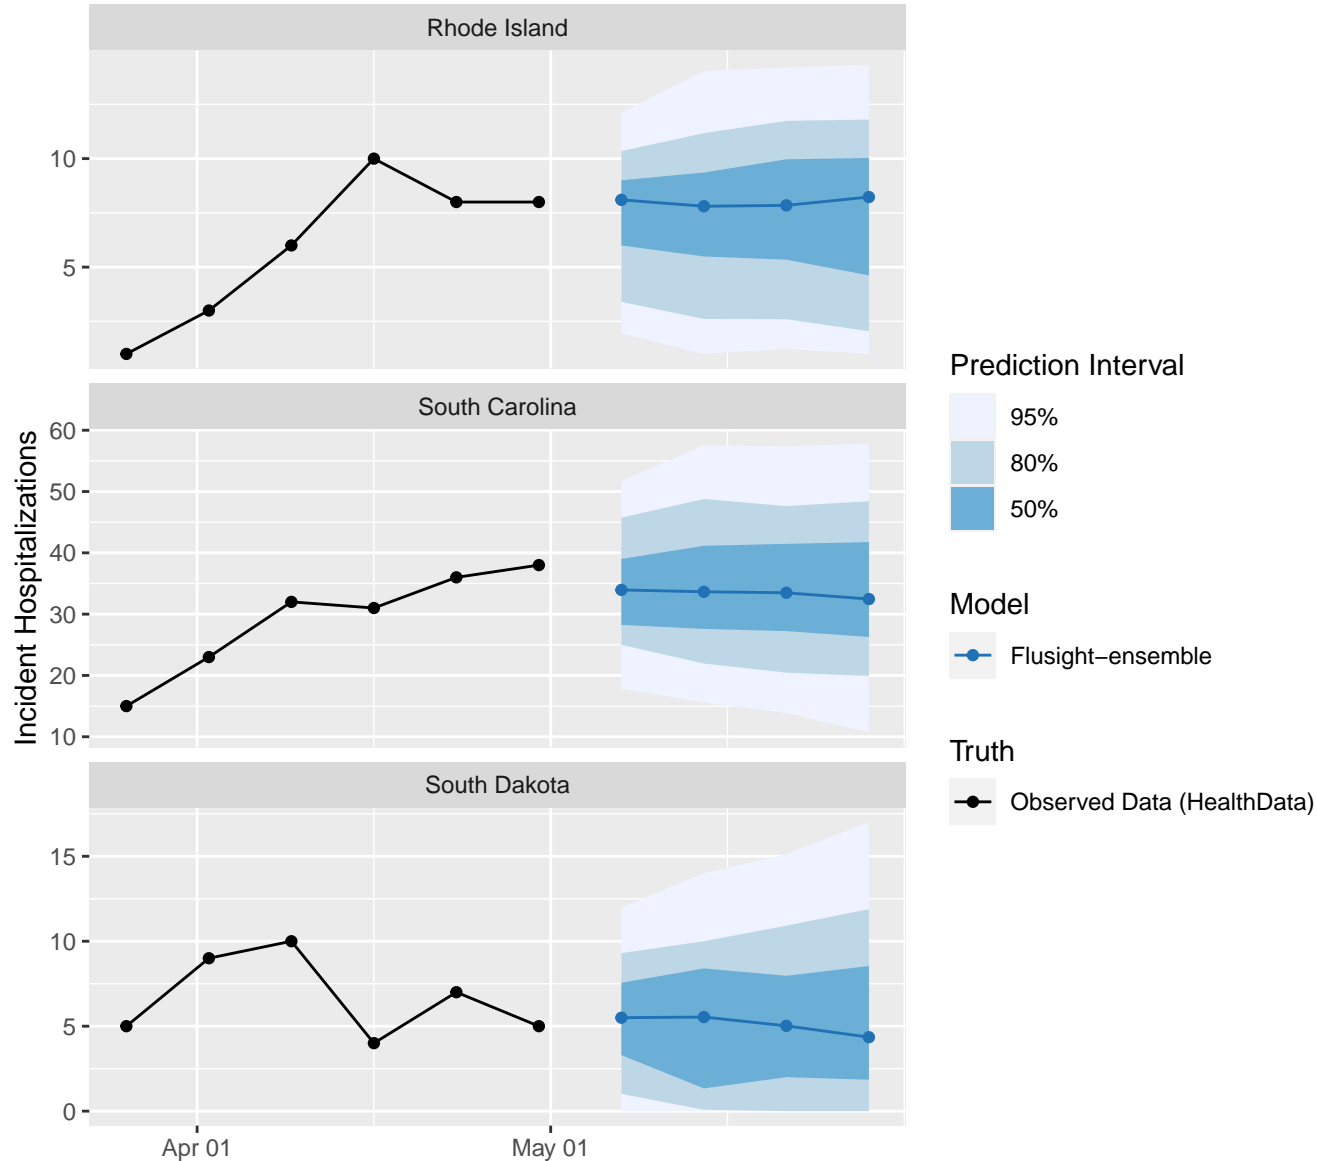 Rhode Island
10
5
South Carolina
60
50
40
30
20
10
South Dakota
15
10
5
0
Apr 01
May 01
Incident Hospitalizations
Prediction Interval
95%
80%
50%
Model
Flusight−ensemble
Truth
Observed Data (HealthData)